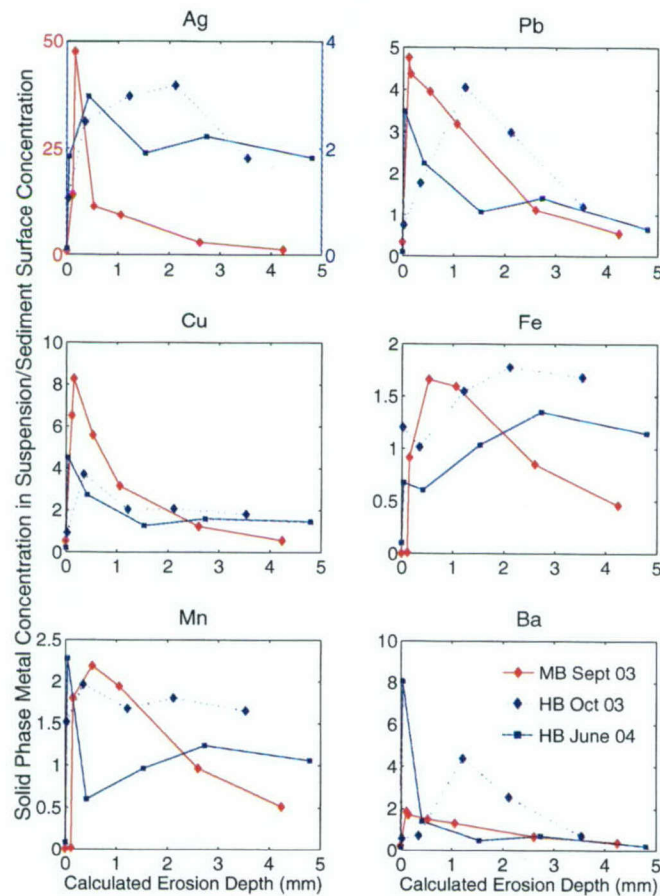 Solid Phase Metal Concentration in Suspension/Sediment Surface Concentration
Ag
50
25
0
4
2
0
0 1 2 3 4 5
Pb
5
4
3
2
1
0
0 1 2 3 4 5
Cu
10
8
6
4
2
0
0 1 2 3 4 5
Fe
2
1.5
1
0.5
0
0 1 2 3 4 5
Mn
2.5
2
1.5
1
0.5
0
0 1 2 3 4 5
Calculated Erosion Depth (mm)
Ba
10
8
6
4
2
0
MB Sept 03
HB Oct 03
HB June 04
0 1 2 3 4 5
Calculated Erosion Depth (mm)